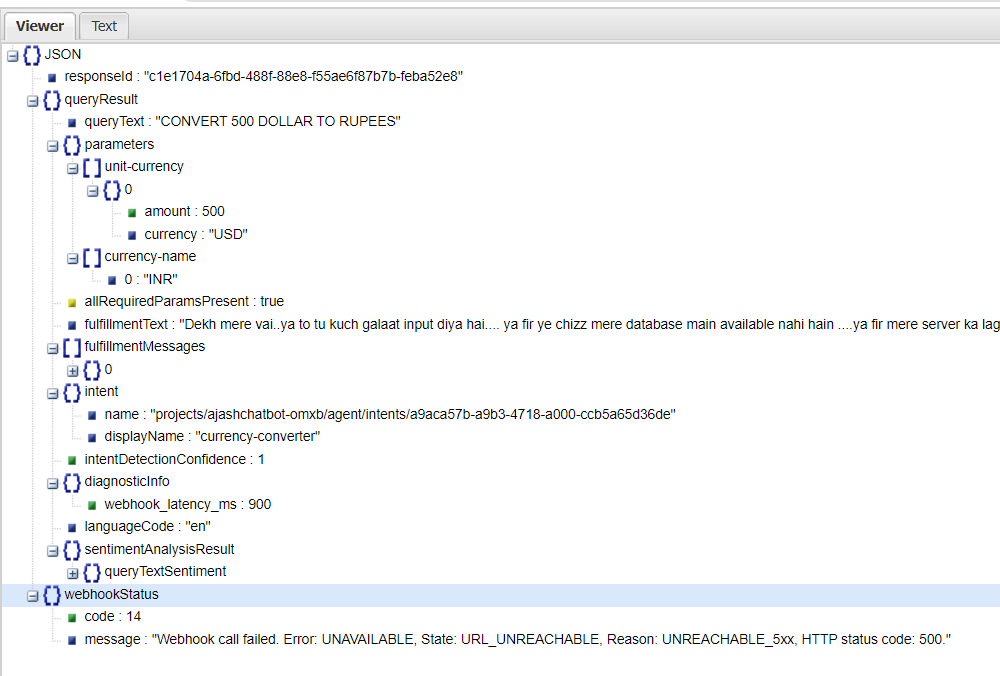 Viewer Text
JSON
responseId : "c1e1704a-6fbd-488f-88e8-f55ae6f87b7b-feba52e8"
queryResult
queryText : "CONVERT 500 DOLLAR TO RUPEES"
parameters
unit-currency
0
amount : 500
currency : "USD"
currency-name
0 : "INR"
allRequiredParamsPresent : true
fulfillmentText : "Dekh mere vai..ya to tu kuch galaat input diya hai.... ya fir ye chizz mere database main available nahi hain ....ya fir mere server ka lag
fulfillmentMessages
0
intent
name : "projects/ajashchatbot-omxb/agent/intents/a9aca57b-a9b3-4718-a000-ccb5a65d36de"
displayName : "currency-converter"
intentDetectionConfidence : 1
diagnosticInfo
webhook_latency_ms : 900
languageCode : "en"
sentimentAnalysisResult
queryTextSentiment
webhookStatus
code : 14
message : "Webhook call failed. Error: UNAVAILABLE, State: URL_UNREACHABLE, Reason: UNREACHABLE_5xx, HTTP status code: 500."